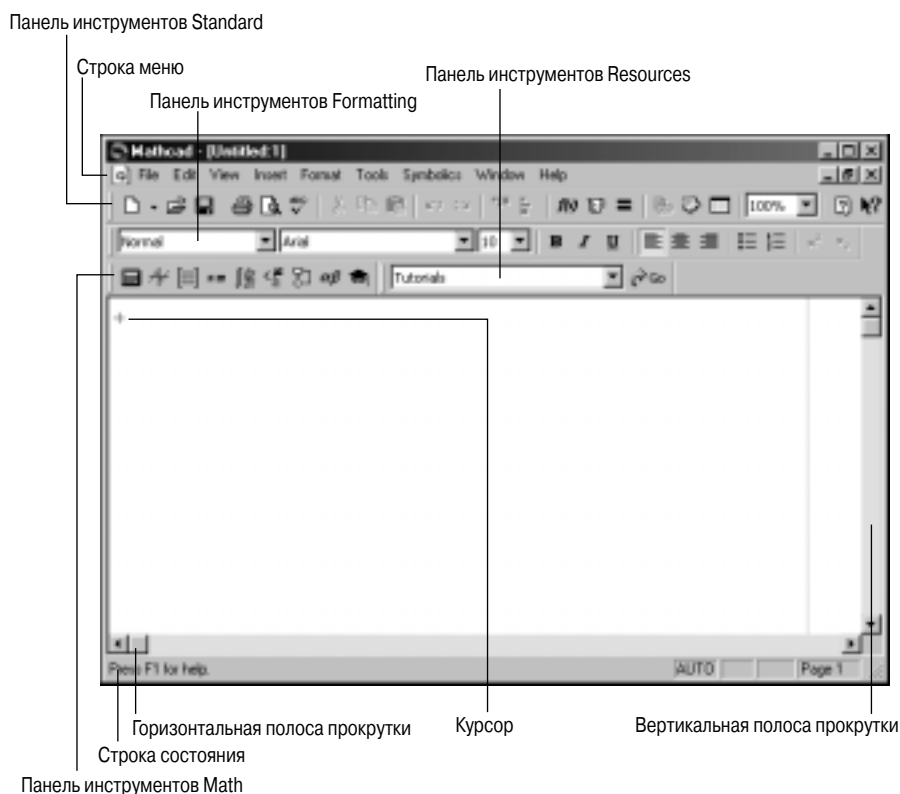 Панель инструментов Standard
Строка меню
Панель инструментов Resources
Панель инструментов Formatting
Mathcad - [Untitled:1]
File Edit View Insert Format Tools Symbolics Window Help
100%
Normal Arial 10 B I U
αβ Tutorials Go
Press F1 for help. AUTO Page 1
Горизонтальная полоса прокрутки Курсор Вертикальная полоса прокрутки
Строка состояния
Панель инструментов Math